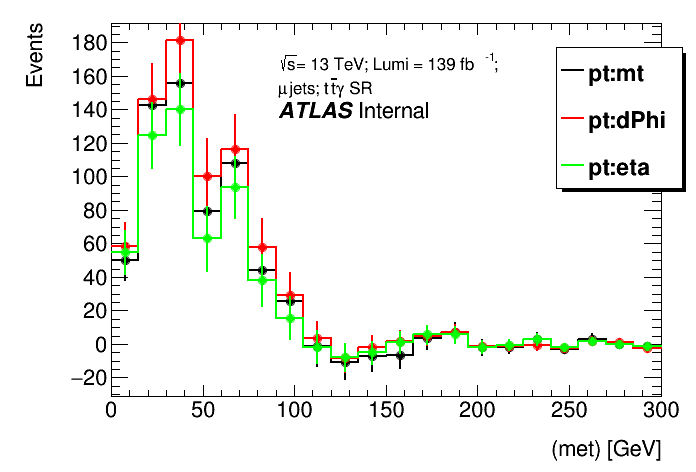 Events
180
160
140
120
100
80
60
40
20
0
−20
√s= 13 TeV; Lumi = 139 fb ⁻¹;
μjets; tt̄γ SR
ATLAS Internal
pt:mt
pt:dPhi
pt:eta
0 50 100 150 200 250 300
(met) [GeV]